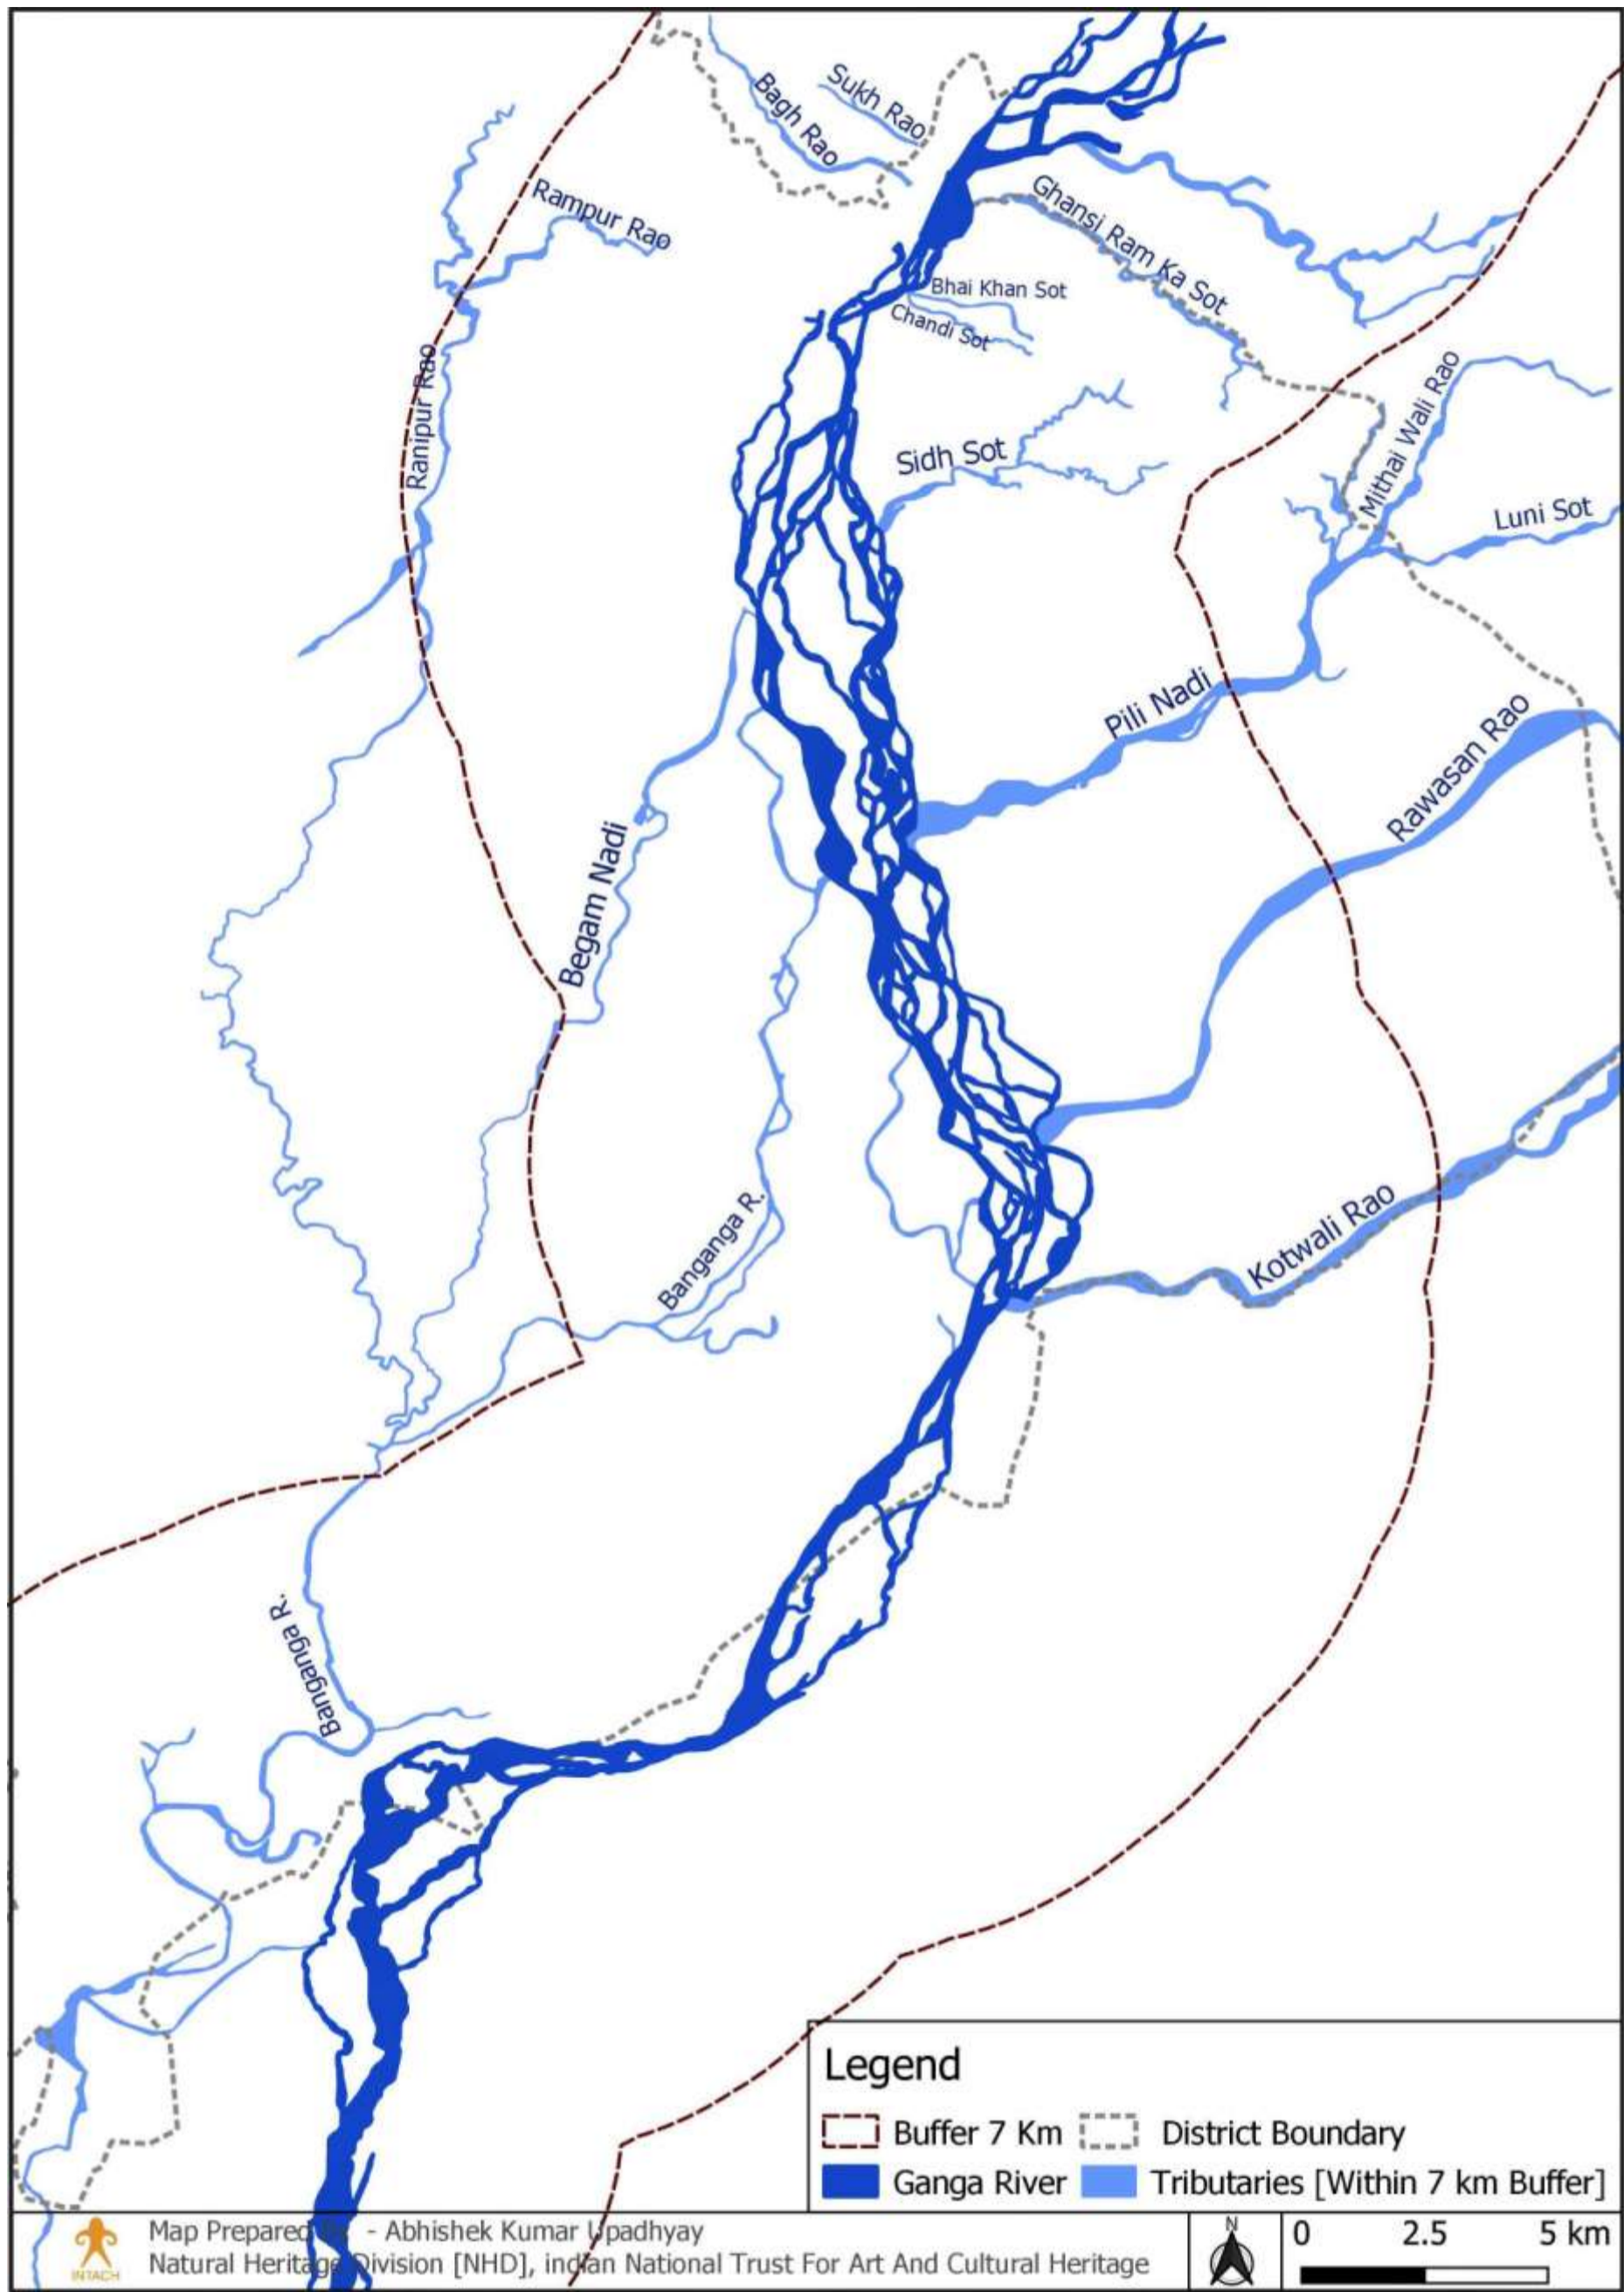 Sukh Rao
Bagh Rao
Rampur Rao
Ghansi Ram Ka Sot
Bhai Khan Sot
Chandi Sot
Ranipur Rao
Mithai Wali Rao
Sidh Sot
Luni Sot
Pili Nadi
Rawasan Rao
Begam Nadi
Banganga R.
Kotwali Rao
Banganga R.
Legend
Buffer 7 Km
District Boundary
Ganga River
Tributaries [Within 7 km Buffer]
Map Prepared - Abhishek Kumar Upadhyay
Natural Heritage Division [NHD], indian National Trust For Art And Cultural Heritage
INTACH
N
0 2.5 5 km